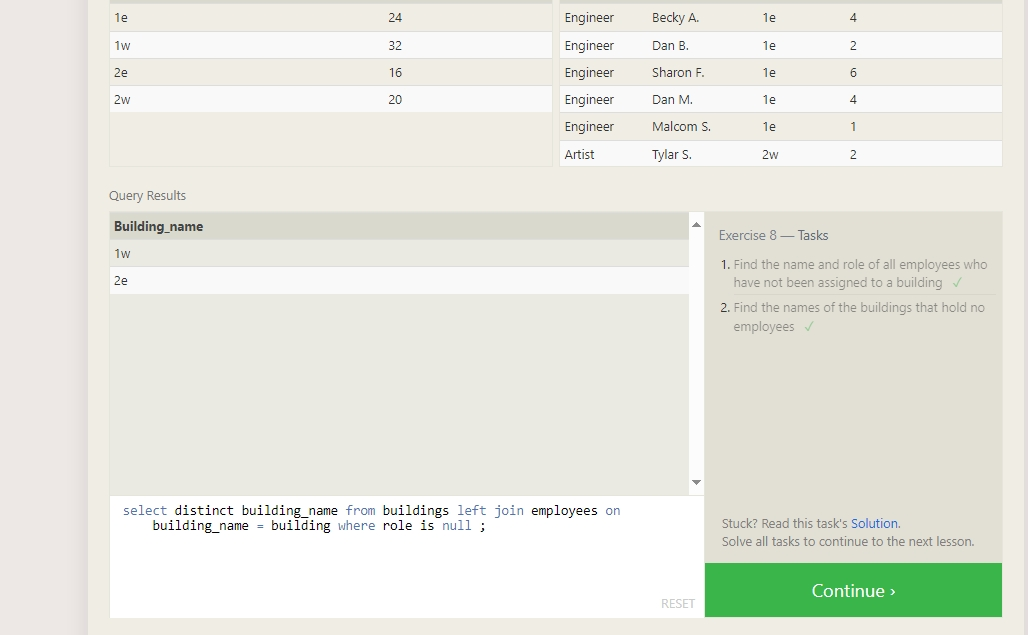 1e 24
1w 32
2e 16
2w 20
Engineer Becky A. 1e 4
Engineer Dan B. 1e 2
Engineer Sharon F. 1e 6
Engineer Dan M. 1e 4
Engineer Malcom S. 1e 1
Artist Tylar S. 2w 2
Query Results
Building_name
1w
2e
select distinct building_name from buildings left join employees on
building_name = building where role is null ;
RESET
Exercise 8 — Tasks
1. Find the name and role of all employees who
have not been assigned to a building ✓
2. Find the names of the buildings that hold no
employees ✓
Stuck? Read this task's Solution.
Solve all tasks to continue to the next lesson.
Continue ›